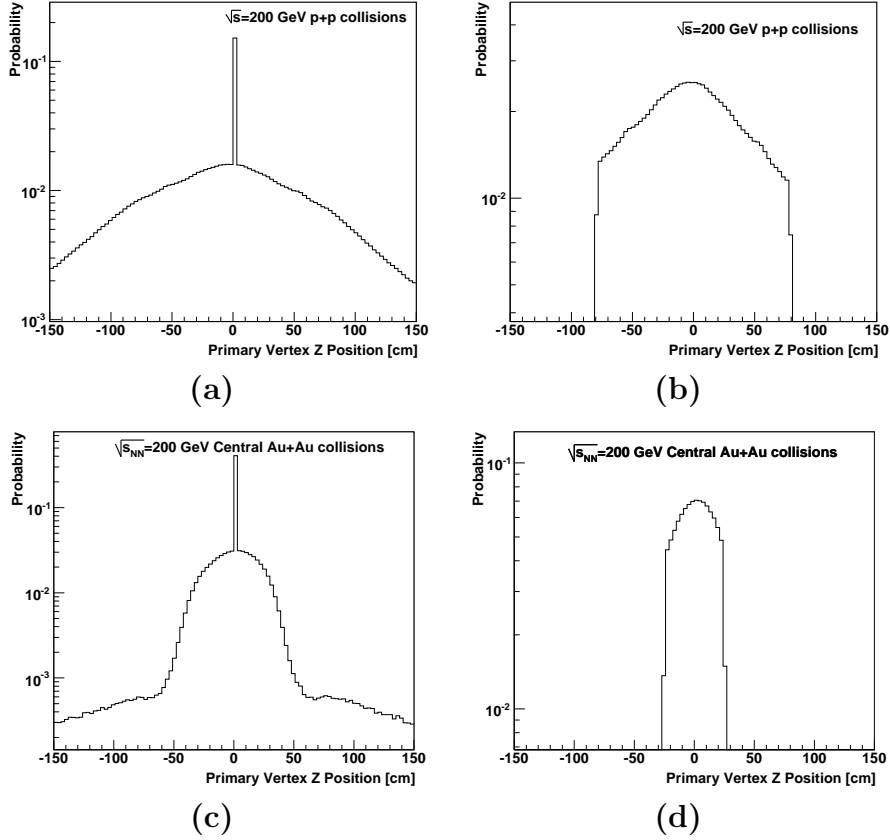 Probability
√s=200 GeV p+p collisions
10⁻¹
10⁻²
10⁻³
-150 -100 -50 0 50 100 150
Primary Vertex Z Position [cm]
(a)
Probability
√s=200 GeV p+p collisions
10⁻²
-150 -100 -50 0 50 100 150
Primary Vertex Z Position [cm]
(b)
Probability
√sNN=200 GeV Central Au+Au collisions
10⁻¹
10⁻²
10⁻³
-150 -100 -50 0 50 100 150
Primary Vertex Z Position [cm]
(c)
Probability
√sNN=200 GeV Central Au+Au collisions
10⁻¹
10⁻²
-150 -100 -50 0 50 100 150
Primary Vertex Z Position [cm]
(d)